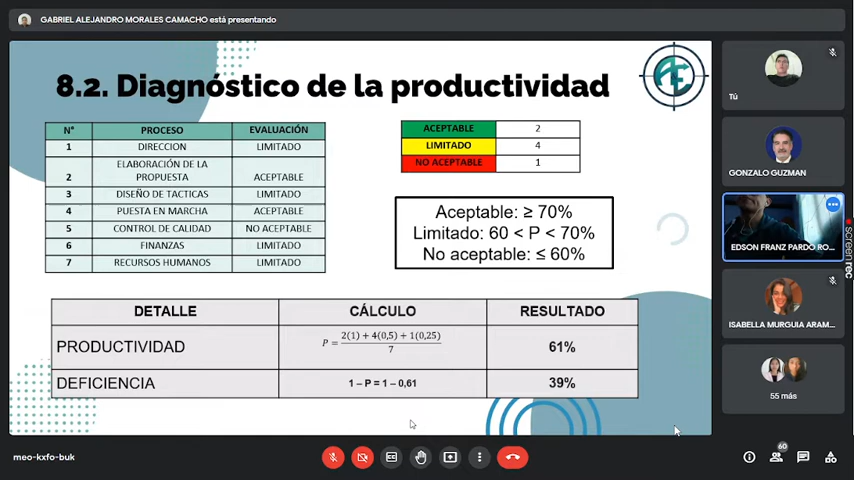 GABRIEL ALEJANDRO MORALES CAMACHO está presentando
8.2. Diagnóstico de la productividad
AE
N° PROCESO EVALUACIÓN
1 DIRECCION LIMITADO
2 ELABORACIÓN DE LA PROPUESTA ACEPTABLE
3 DISEÑO DE TACTICAS LIMITADO
4 PUESTA EN MARCHA ACEPTABLE
5 CONTROL DE CALIDAD NO ACEPTABLE
6 FINANZAS LIMITADO
7 RECURSOS HUMANOS LIMITADO
ACEPTABLE 2
LIMITADO 4
NO ACEPTABLE 1
Aceptable: ≥ 70%
Limitado: 60 < P < 70%
No aceptable: ≤ 60%
DETALLE CÁLCULO RESULTADO
PRODUCTIVIDAD P = 2(1) + 4(0,5) + 1(0,25) / 7 61%
DEFICIENCIA 1 – P = 1 – 0,61 39%
Tú
GONZALO GUZMAN
EDSON FRANZ PARDO RO...
ISABELLA MURGUIA ARAM...
55 más
screen rec
meo-kxfo-buk
60